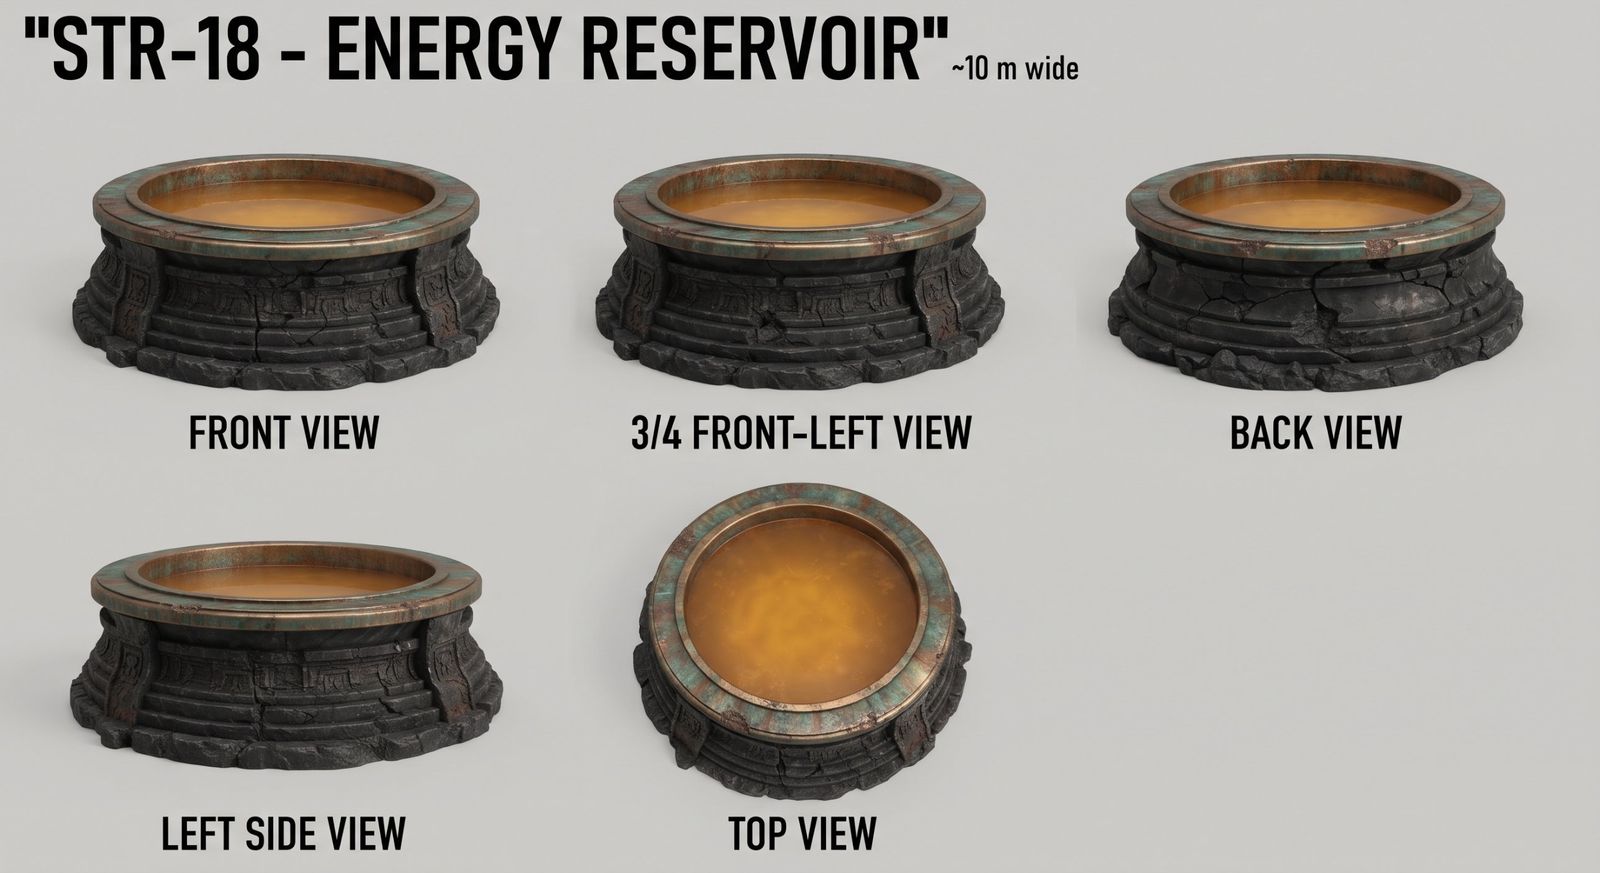 "STR-18 - ENERGY RESERVOIR" ~10 m wide
FRONT VIEW
3/4 FRONT-LEFT VIEW
BACK VIEW
LEFT SIDE VIEW
TOP VIEW